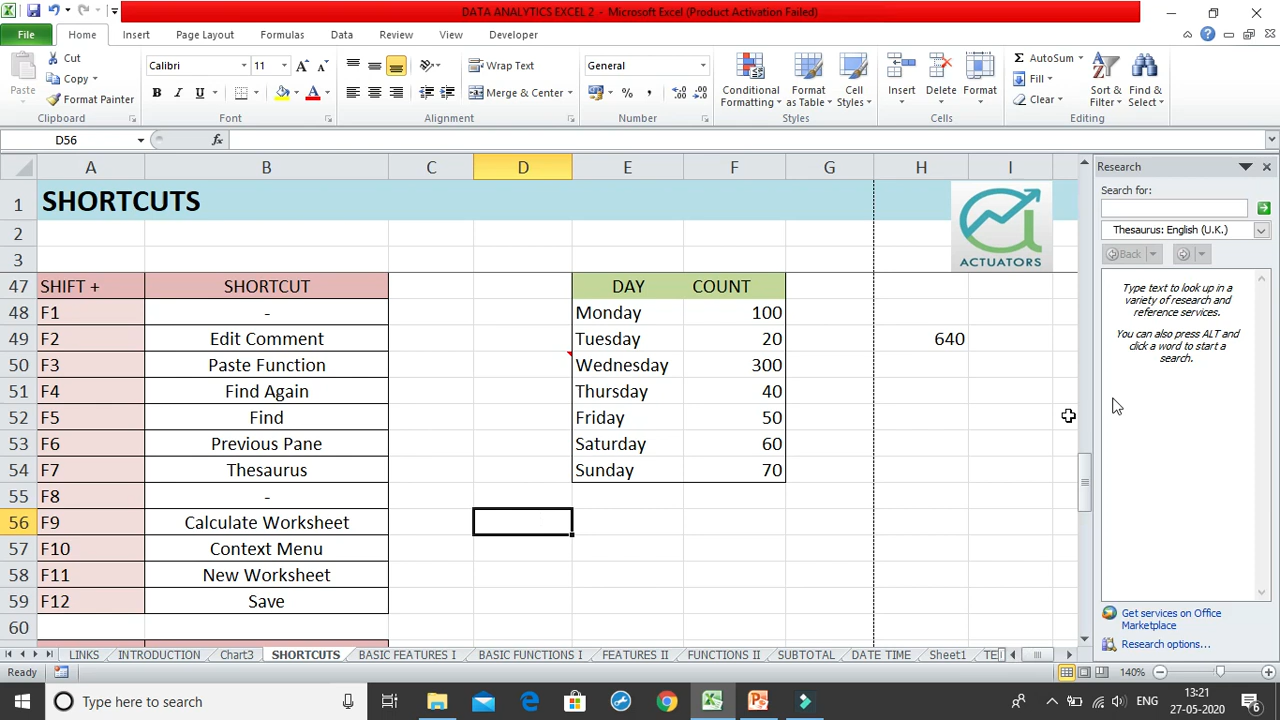 DATA ANALYTICS EXCEL 2 - Microsoft Excel (Product Activation Failed)
File Home Insert Page Layout Formulas Data Review View Developer
Cut
Copy
Format Painter
Paste
Clipboard
Calibri 11
B I U
Font
Wrap Text
Merge & Center
Alignment
General
%
Number
Conditional Formatting
Format as Table
Cell Styles
Styles
Insert Delete Format
Cells
AutoSum
Fill
Clear
Sort & Filter
Find & Select
Editing
D56 fx
A B C D E F G H I
1 SHORTCUTS
ACTUATORS
2
3
47 SHIFT + SHORTCUT DAY COUNT
48 F1 - Monday 100
49 F2 Edit Comment Tuesday 20 640
50 F3 Paste Function Wednesday 300
51 F4 Find Again Thursday 40
52 F5 Find Friday 50
53 F6 Previous Pane Saturday 60
54 F7 Thesaurus Sunday 70
55 F8 -
56 F9 Calculate Worksheet
57 F10 Context Menu
58 F11 New Worksheet
59 F12 Save
60
Research
Search for:
Thesaurus: English (U.K.)
Back
Type text to look up in a
variety of research and
reference services.
You can also press ALT and
click a word to start a
search.
Get services on Office
Marketplace
Research options...
LINKS INTRODUCTION Chart3 SHORTCUTS BASIC FEATURES I BASIC FUNCTIONS I FEATURES II FUNCTIONS II SUBTOTAL DATE TIME Sheet1 TE
Ready 140%
Type here to search
ENG
13:21
27-05-2020
6